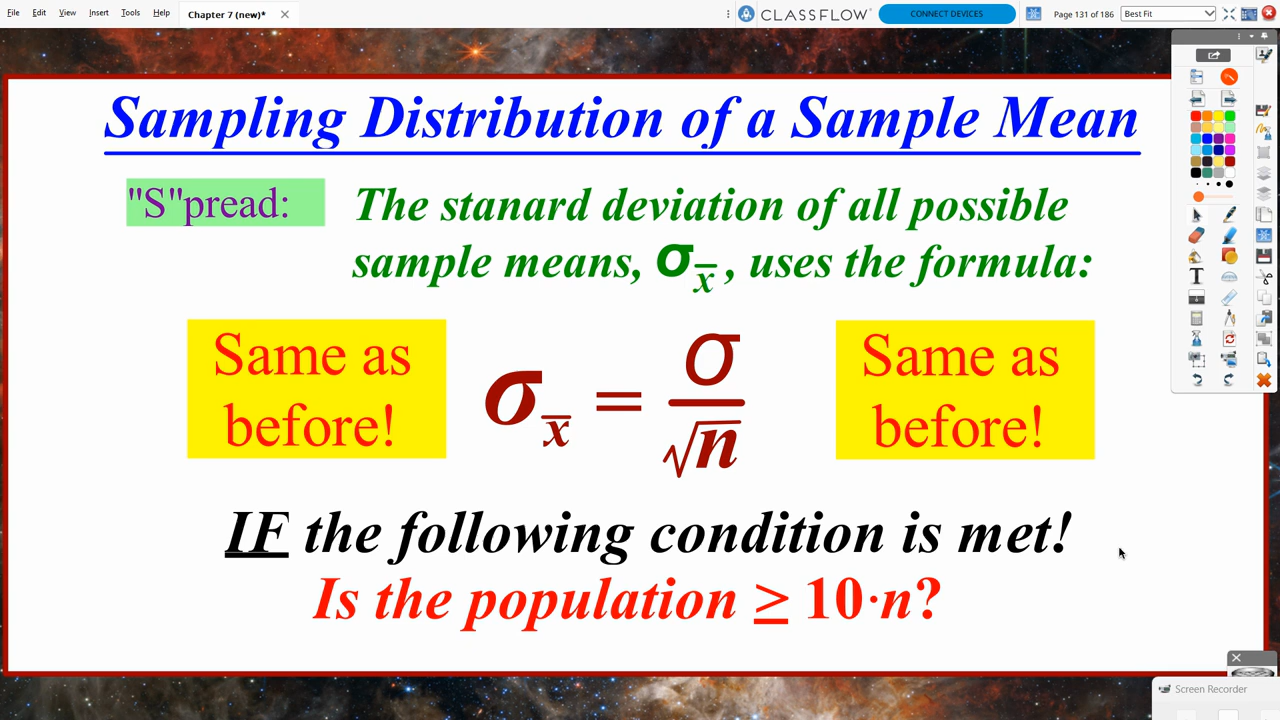 File Edit View Insert Tools Help
Chapter 7 (new)*
CLASSFLOW
CONNECT DEVICES
Page 131 of 186
Best Fit
Sampling Distribution of a Sample Mean
"S"pread:
The stanard deviation of all possible
sample means, σx̅, uses the formula:
Same as
before!
σx̅ = σ/√n
Same as
before!
IF the following condition is met!
Is the population ≥ 10·n?
T
Screen Recorder